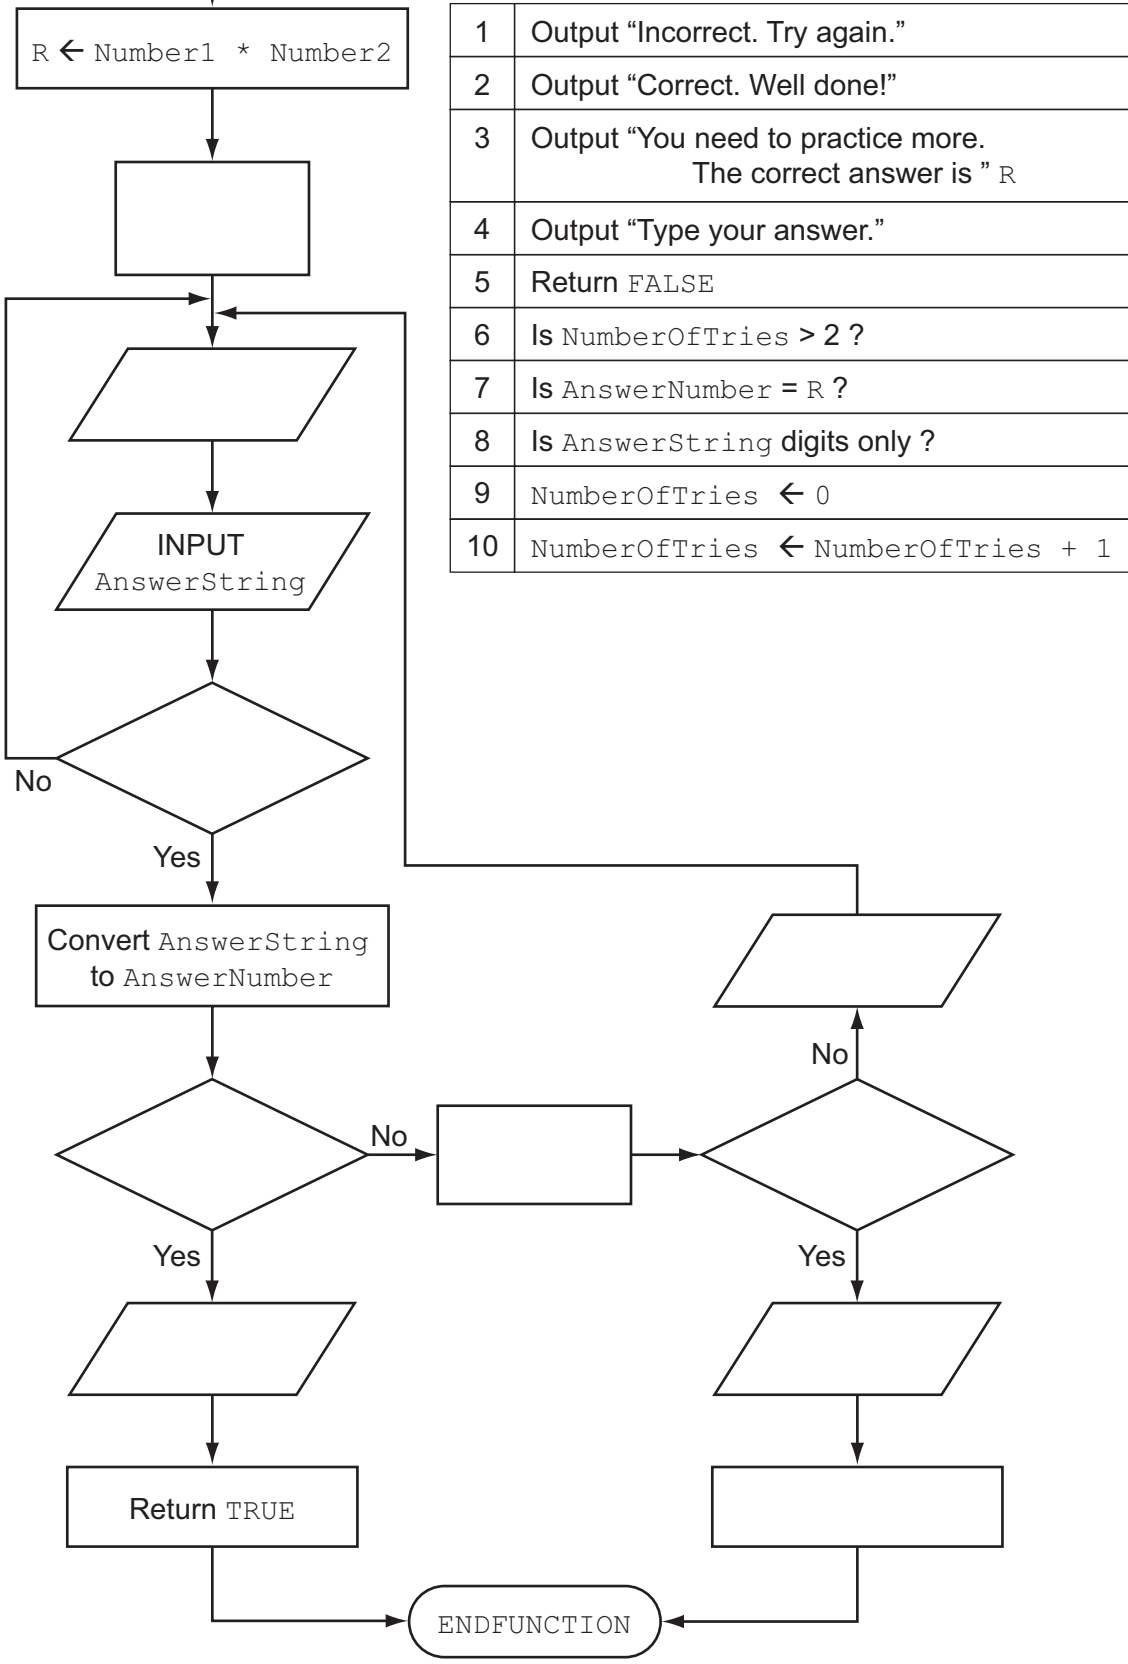 R ← Number1 * Number2
1 Output “Incorrect. Try again.”
2 Output “Correct. Well done!”
3 Output “You need to practice more.
The correct answer is ” R
4 Output “Type your answer.”
5 Return FALSE
6 Is NumberOfTries > 2 ?
7 Is AnswerNumber = R ?
8 Is AnswerString digits only ?
9 NumberOfTries ← 0
10 NumberOfTries ← NumberOfTries + 1
INPUT
AnswerString
No
Yes
Convert AnswerString
to AnswerNumber
No
No
Yes
Yes
Return TRUE
ENDFUNCTION